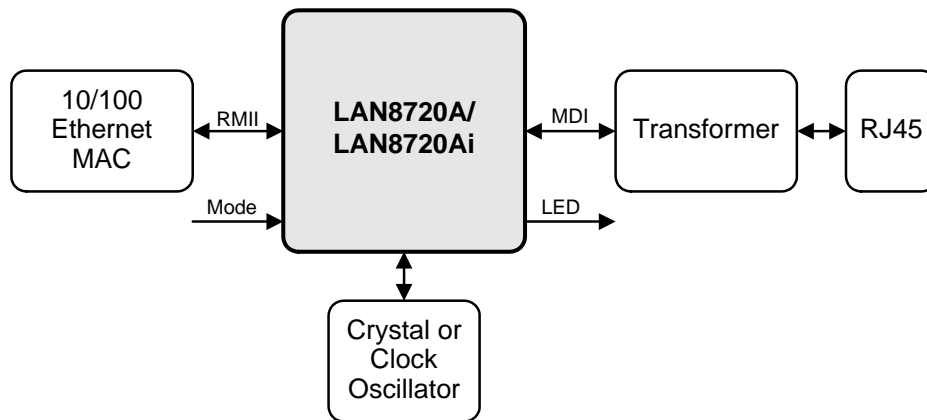 10/100
Ethernet
MAC
RMII
LAN8720A/
LAN8720Ai
MDI
Transformer
RJ45
Mode
LED
Crystal or
Clock
Oscillator